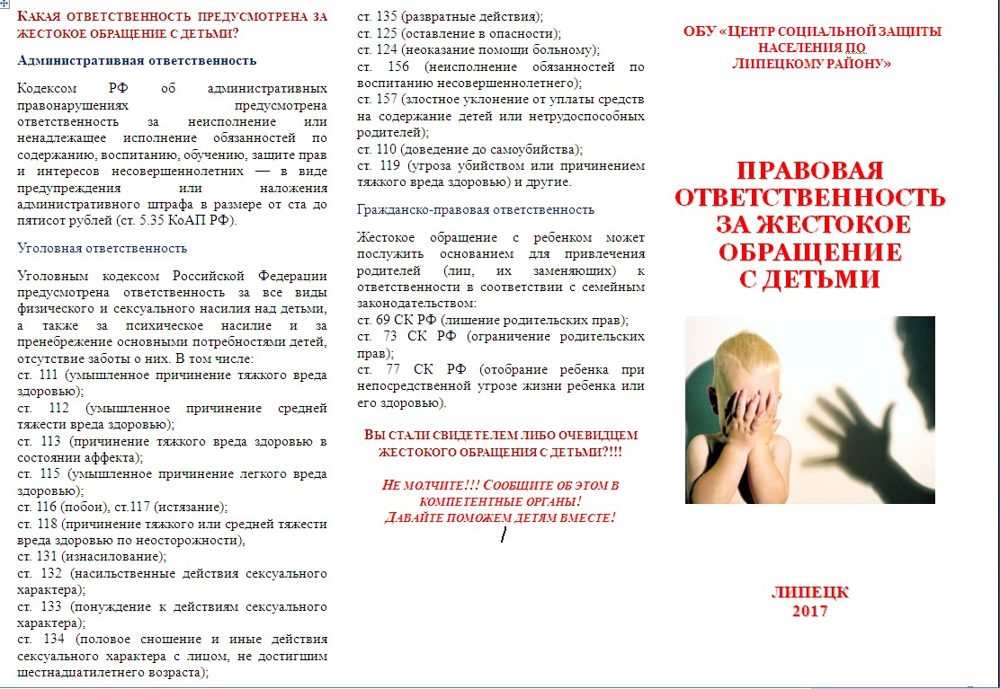 КАКАЯ ОТВЕТСТВЕННОСТЬ ПРЕДУСМОТРЕНА ЗА
ЖЕСТОКОЕ ОБРАЩЕНИЕ С ДЕТЬМИ?
Административная ответственность
Кодексом РФ об административных
правонарушениях предусмотрена
ответственность за неисполнение или
ненадлежащее исполнение обязанностей по
содержанию, воспитанию, обучению, защите прав
и интересов несовершеннолетних — в виде
предупреждения или наложения
административного штрафа в размере от ста до
пятисот рублей (ст. 5.35 КоАП РФ).
Уголовная ответственность
Уголовным кодексом Российской Федерации
предусмотрена ответственность за все виды
физического и сексуального насилия над детьми,
а также за психическое насилие и за
пренебрежение основными потребностями детей,
отсутствие заботы о них. В том числе:
ст. 111 (умышленное причинение тяжкого вреда
здоровью);
ст. 112 (умышленное причинение средней
тяжести вреда здоровью);
ст. 113 (причинение тяжкого вреда здоровью в
состоянии аффекта);
ст. 115 (умышленное причинение легкого вреда
здоровью);
ст. 116 (побои), ст.117 (истязание);
ст. 118 (причинение тяжкого или средней тяжести
вреда здоровью по неосторожности),
ст. 131 (изнасилование);
ст. 132 (насильственные действия сексуального
характера);
ст. 133 (понуждение к действиям сексуального
характера);
ст. 134 (половое сношение и иные действия
сексуального характера с лицом, не достигшим
шестнадцатилетнего возраста);
ст. 135 (развратные действия);
ст. 125 (оставление в опасности);
ст. 124 (неоказание помощи больному);
ст. 156 (неисполнение обязанностей по
воспитанию несовершеннолетнего);
ст. 157 (злостное уклонение от уплаты средств
на содержание детей или нетрудоспособных
родителей);
ст. 110 (доведение до самоубийства);
ст. 119 (угроза убийством или причинением
тяжкого вреда здоровью) и другие.
Гражданско-правовая ответственность
Жестокое обращение с ребенком может
послужить основанием для привлечения
родителей (лиц, их заменяющих) к
ответственности в соответствии с семейным
законодательством:
ст. 69 СК РФ (лишение родительских прав);
ст. 73 СК РФ (ограничение родительских
прав);
ст. 77 СК РФ (отобрание ребенка при
непосредственной угрозе жизни ребенка или
его здоровью).
ВЫ СТАЛИ СВИДЕТЕЛЕМ ЛИБО ОЧЕВИДЦЕМ
ЖЕСТОКОГО ОБРАЩЕНИЯ С ДЕТЬМИ?!!!
НЕ МОЛЧИТЕ!!! СООБЩИТЕ ОБ ЭТОМ В
КОМПЕТЕНТНЫЕ ОРГАНЫ!
ДАВАЙТЕ ПОМОЖЕМ ДЕТЯМ ВМЕСТЕ!
ОБУ «ЦЕНТР СОЦИАЛЬНОЙ ЗАЩИТЫ
НАСЕЛЕНИЯ ПО
ЛИПЕЦКОМУ РАЙОНУ»
ПРАВОВАЯ
ОТВЕТСТВЕННОСТЬ
ЗА ЖЕСТОКОЕ
ОБРАЩЕНИЕ
С ДЕТЬМИ
ЛИПЕЦК
2017